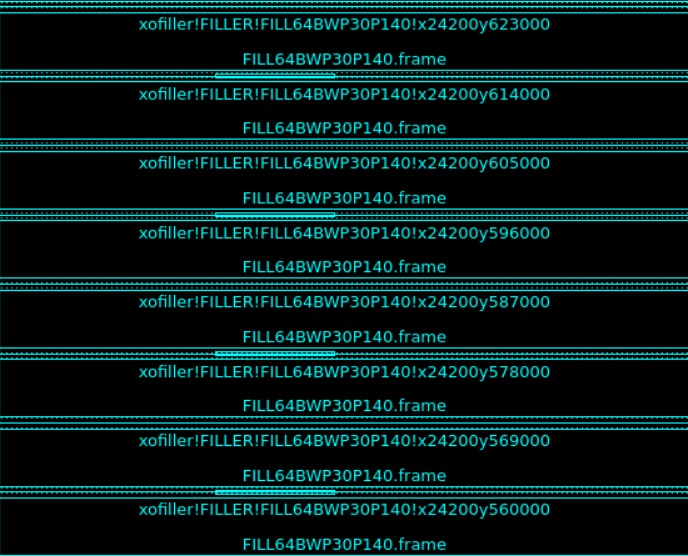 xofiller!FILLER!FILL64BWP30P140!x24200y623000
FILL64BWP30P140.frame
xofiller!FILLER!FILL64BWP30P140!x24200y614000
FILL64BWP30P140.frame
xofiller!FILLER!FILL64BWP30P140!x24200y605000
FILL64BWP30P140.frame
xofiller!FILLER!FILL64BWP30P140!x24200y596000
FILL64BWP30P140.frame
xofiller!FILLER!FILL64BWP30P140!x24200y587000
FILL64BWP30P140.frame
xofiller!FILLER!FILL64BWP30P140!x24200y578000
FILL64BWP30P140.frame
xofiller!FILLER!FILL64BWP30P140!x24200y569000
FILL64BWP30P140.frame
xofiller!FILLER!FILL64BWP30P140!x24200y560000
FILL64BWP30P140.frame